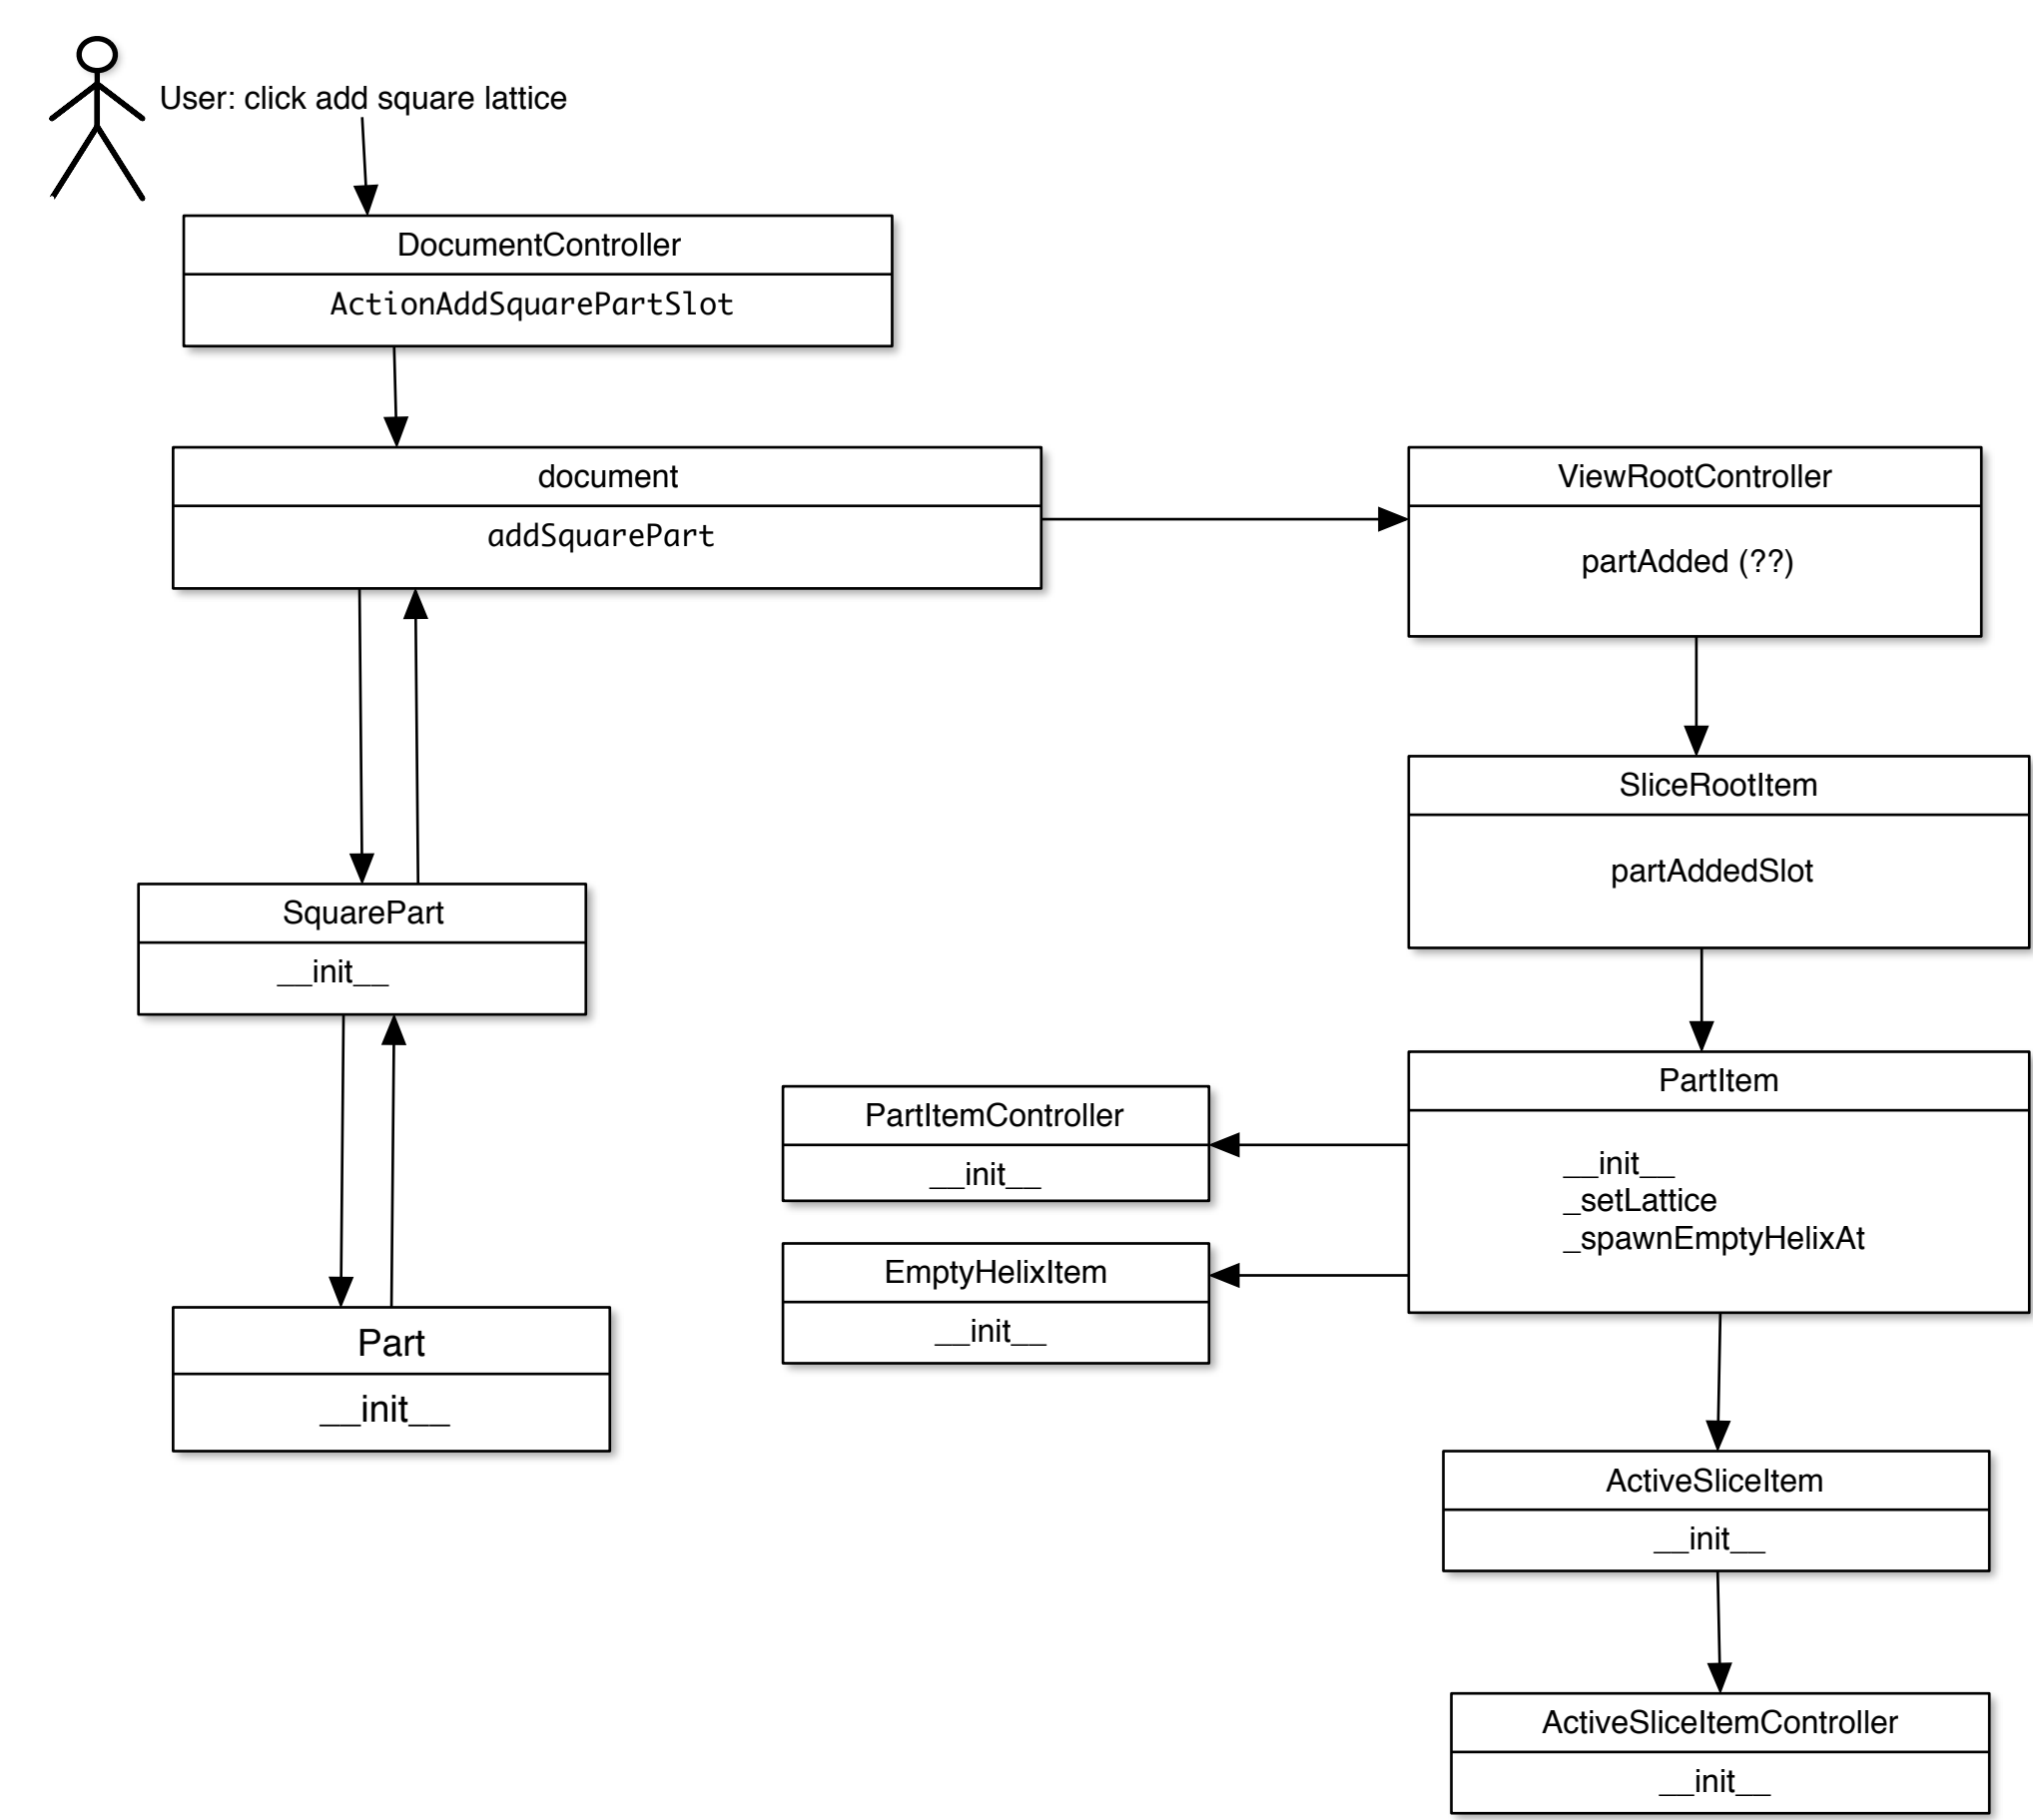 User: click add square lattice
DocumentController
ActionAddSquarePartSlot
document
addSquarePart
ViewRootController
partAdded (??)
SliceRootItem
partAddedSlot
SquarePart
__init__
PartItem
__init__
_setLattice
_spawnEmptyHelixAt
PartItemController
__init__
EmptyHelixItem
__init__
Part
__init__
ActiveSliceItem
__init__
ActiveSliceItemController
__init__